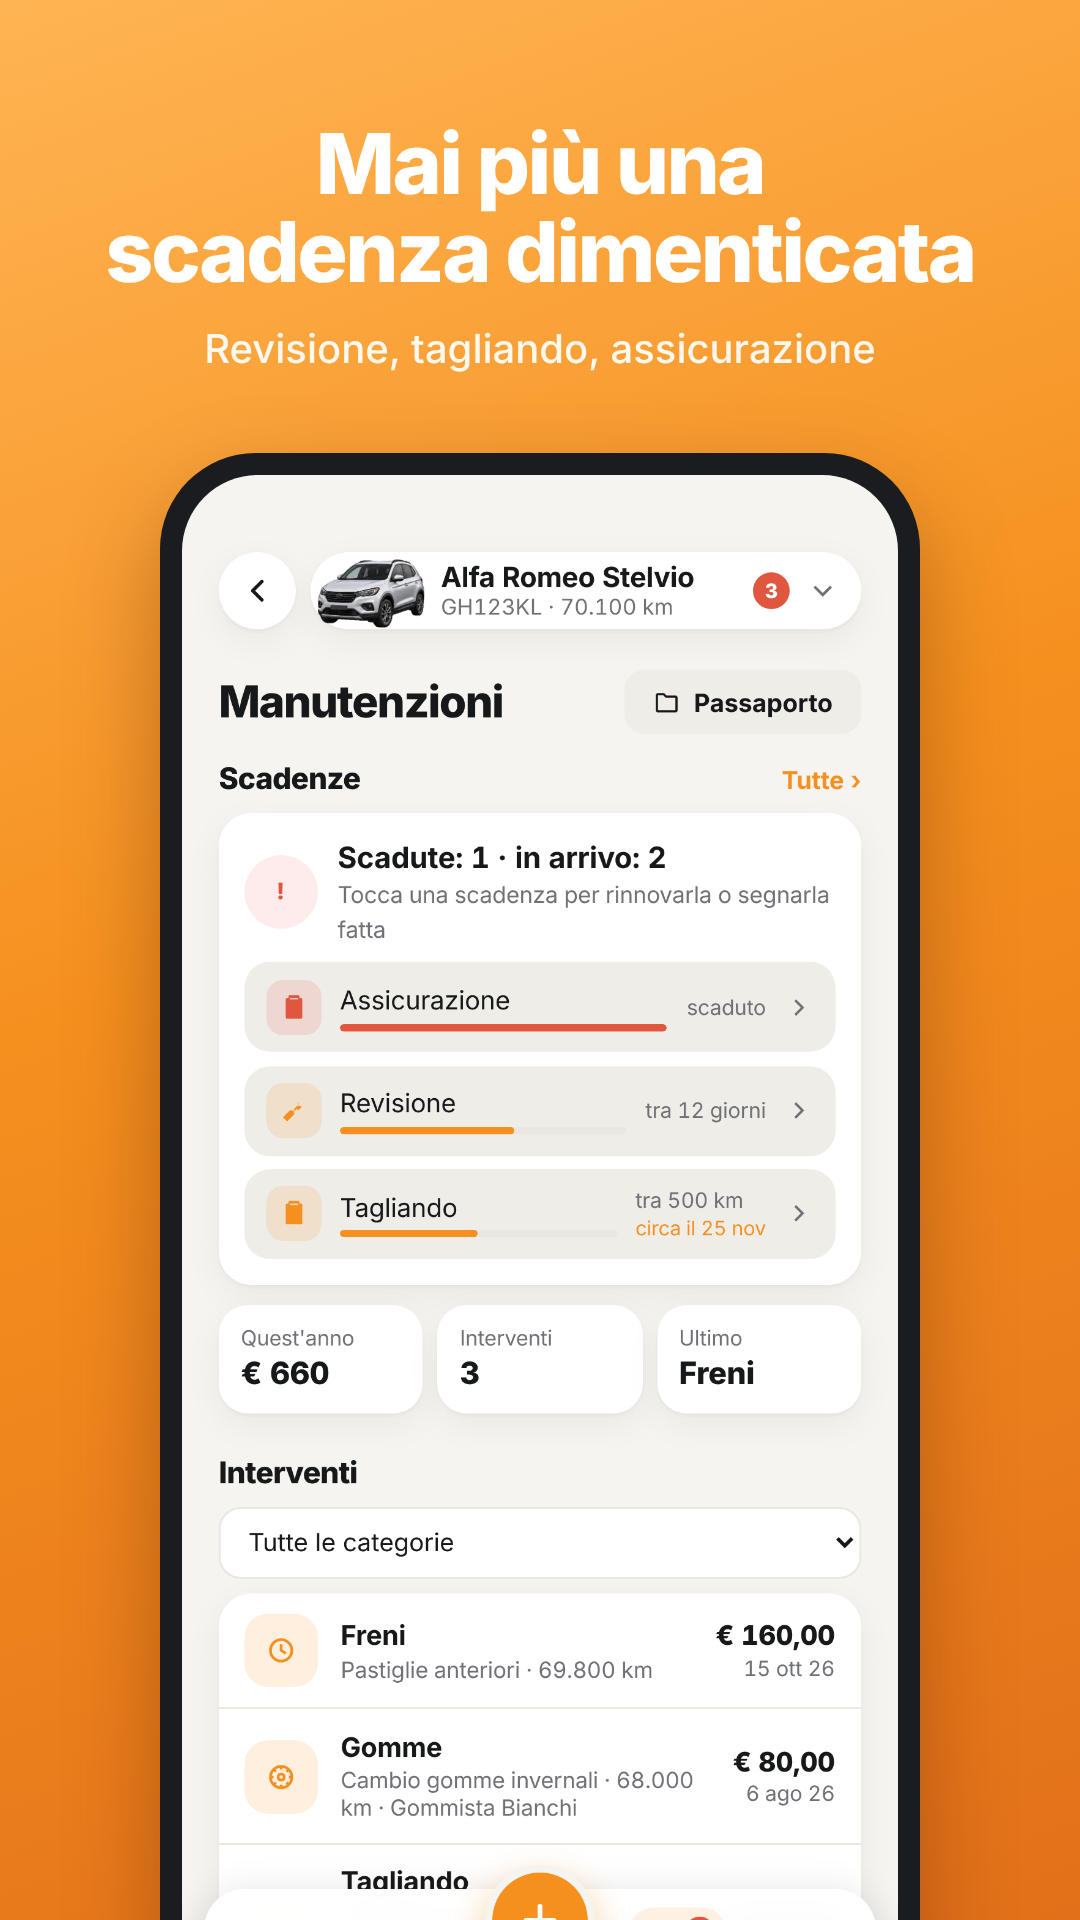 Mai più una
scadenza dimenticata
Revisione, tagliando, assicurazione
Alfa Romeo Stelvio
GH123KL · 70.100 km
3
Manutenzioni
Passaporto
Scadenze
Tutte ›
!
Scadute: 1 · in arrivo: 2
Tocca una scadenza per rinnovarla o segnarla
fatta
Assicurazione
scaduto
Revisione
tra 12 giorni
Tagliando
tra 500 km
circa il 25 nov
Quest'anno
€ 660
Interventi
3
Ultimo
Freni
Interventi
Tutte le categorie
Freni
Pastiglie anteriori · 69.800 km
€ 160,00
15 ott 26
Gomme
Cambio gomme invernali · 68.000
km · Gommista Bianchi
€ 80,00
6 ago 26
Tagliando